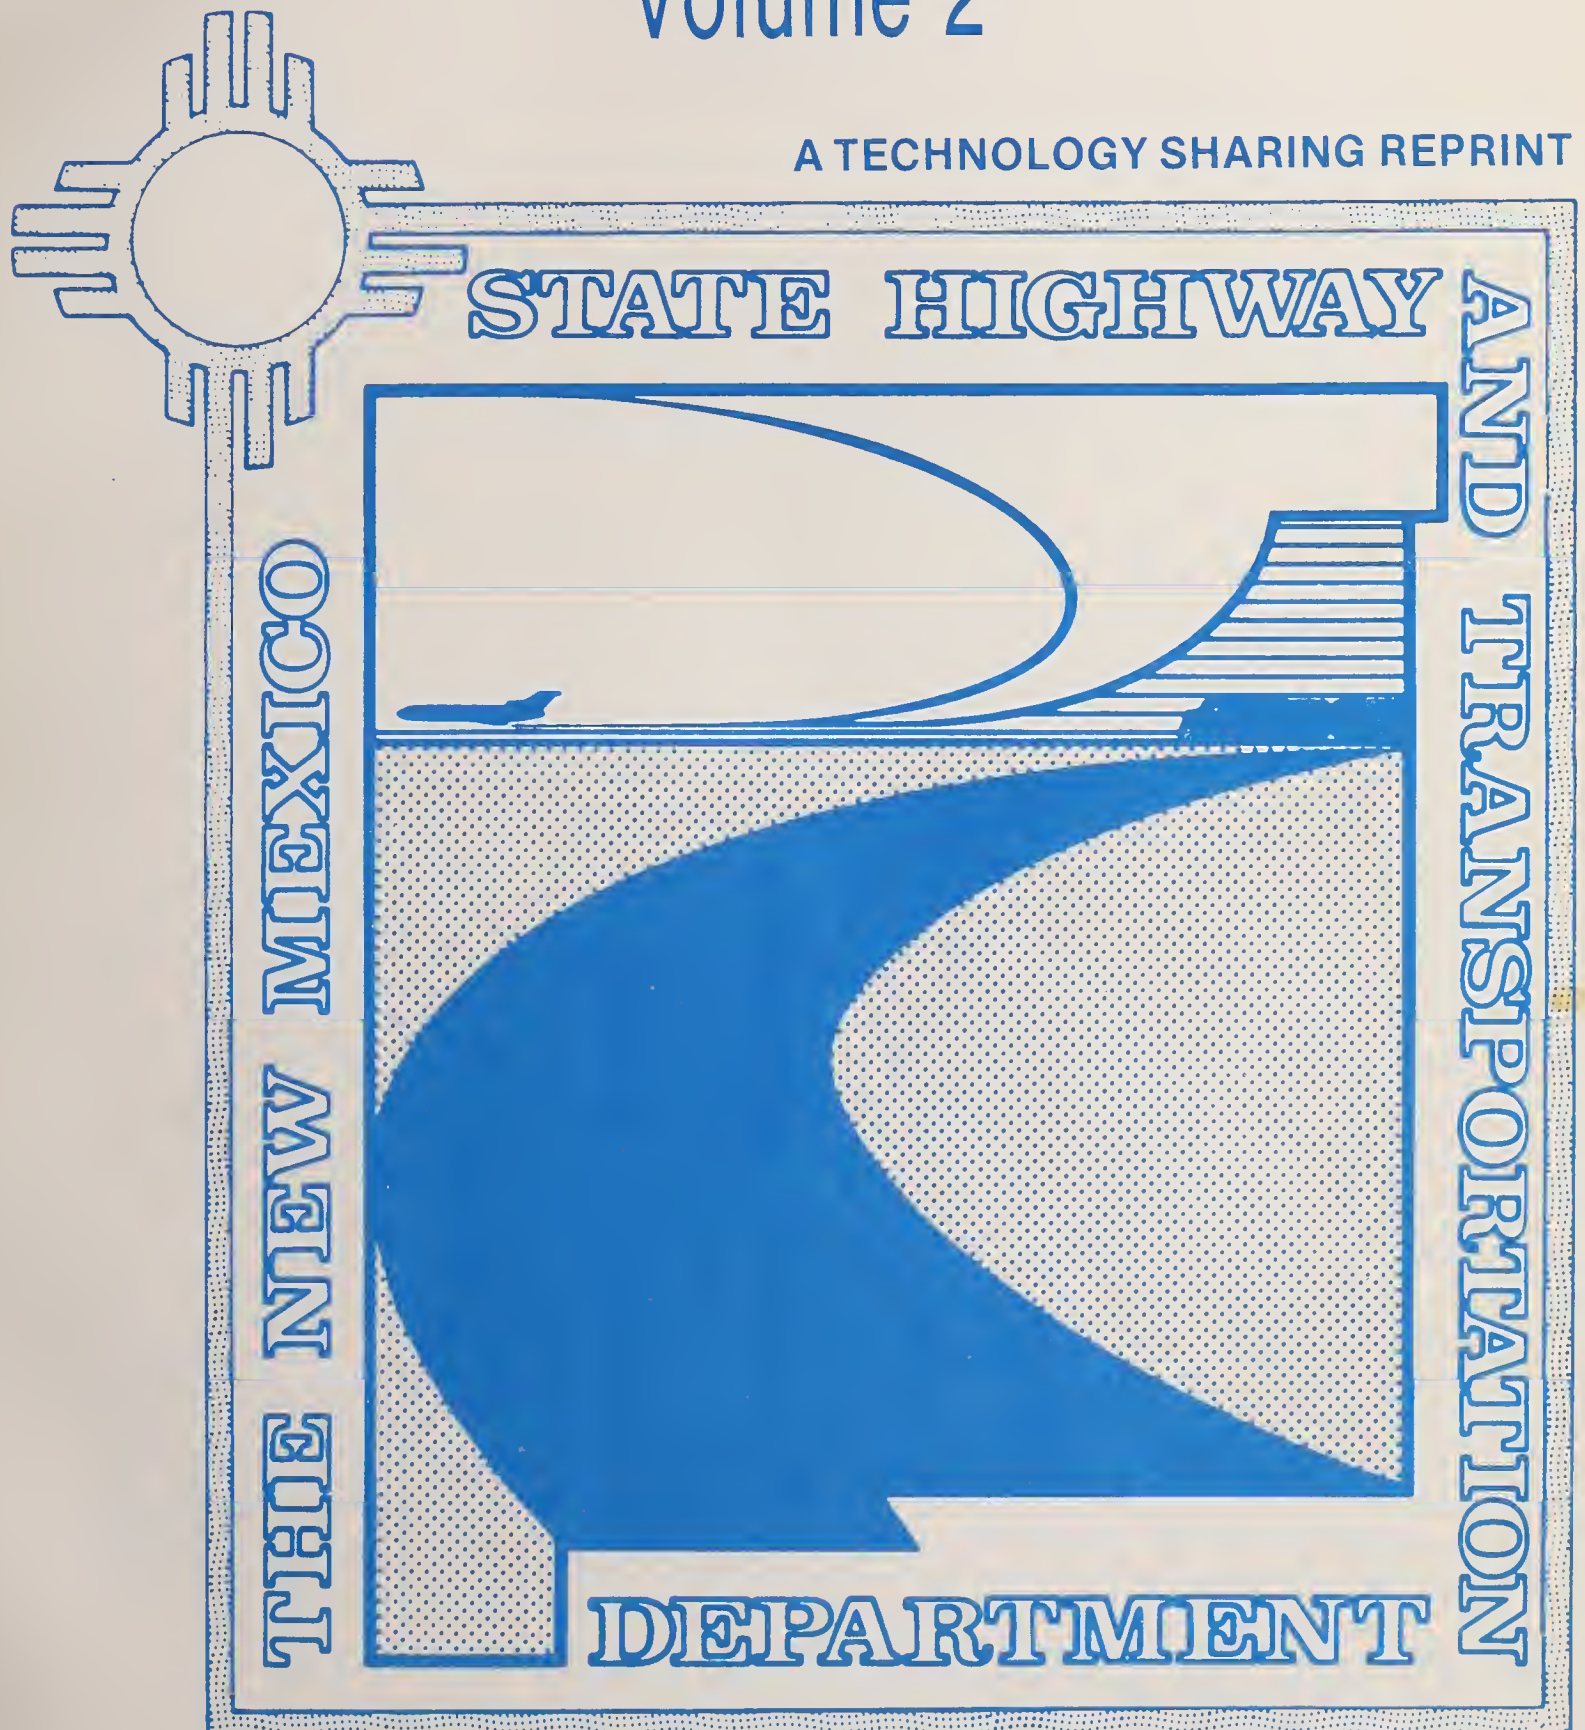 Volume 2
A TECHNOLOGY SHARING REPRINT
THE NEW MEXICO
STATE HIGHWAY
AND TRANSPORTATION
DEPARTMENT